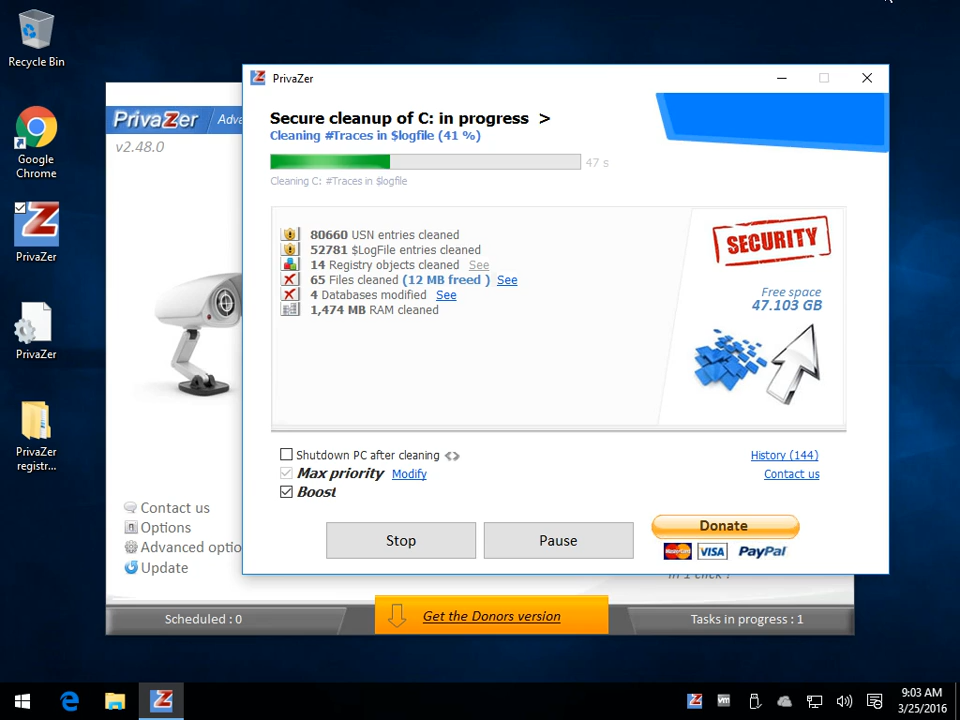 Recycle Bin
Google
Chrome
PrivaZer
PrivaZer
PrivaZer
registr...
PrivaZer
Adva
v2.48.0
Contact us
Options
Advanced optio
Update
PrivaZer
Secure cleanup of C: in progress >
Cleaning #Traces in $logfile (41 %)
47 s
Cleaning C: #Traces in $logfile
80660 USN entries cleaned
52781 $LogFile entries cleaned
14 Registry objects cleaned See
65 Files cleaned (12 MB freed ) See
4 Databases modified See
1,474 MB RAM cleaned
SECURITY
Free space
47.103 GB
Shutdown PC after cleaning
Max priority Modify
Boost
History (144)
Contact us
Stop
Pause
Donate
MasterCard VISA PayPal
in 1 click !
Scheduled : 0
Get the Donors version
Tasks in progress : 1
9:03 AM
3/25/2016